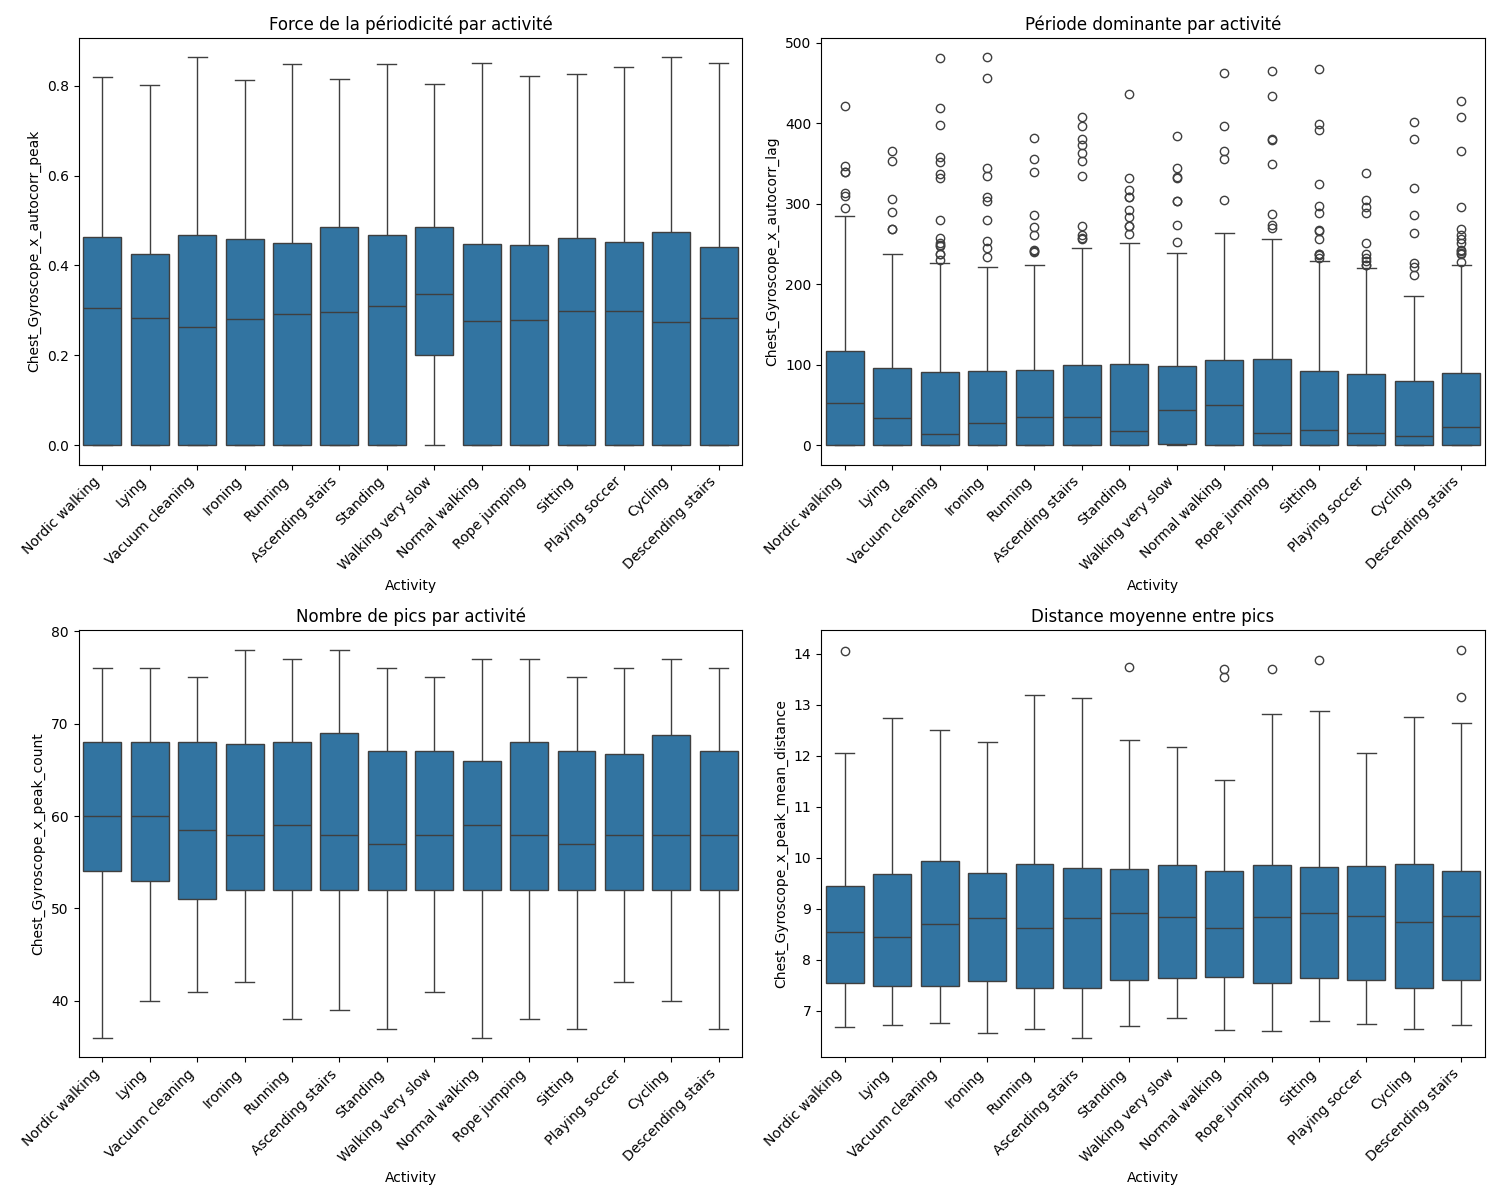 Force de la périodicité par activité
Chest_Gyroscope_x_autocorr_peak
0.8
0.6
0.4
0.2
0.0
Nordic walking
Lying
Vacuum cleaning
Ironing
Running
Ascending stairs
Standing
Walking very slow
Normal walking
Rope jumping
Sitting
Playing soccer
Cycling
Descending stairs
Activity
Période dominante par activité
Chest_Gyroscope_x_autocorr_lag
500
400
300
200
100
0
Nordic walking
Lying
Vacuum cleaning
Ironing
Running
Ascending stairs
Standing
Walking very slow
Normal walking
Rope jumping
Sitting
Playing soccer
Cycling
Descending stairs
Activity
Nombre de pics par activité
Chest_Gyroscope_x_peak_count
80
70
60
50
40
Nordic walking
Lying
Vacuum cleaning
Ironing
Running
Ascending stairs
Standing
Walking very slow
Normal walking
Rope jumping
Sitting
Playing soccer
Cycling
Descending stairs
Activity
Distance moyenne entre pics
Chest_Gyroscope_x_peak_mean_distance
14
13
12
11
10
9
8
7
Nordic walking
Lying
Vacuum cleaning
Ironing
Running
Ascending stairs
Standing
Walking very slow
Normal walking
Rope jumping
Sitting
Playing soccer
Cycling
Descending stairs
Activity